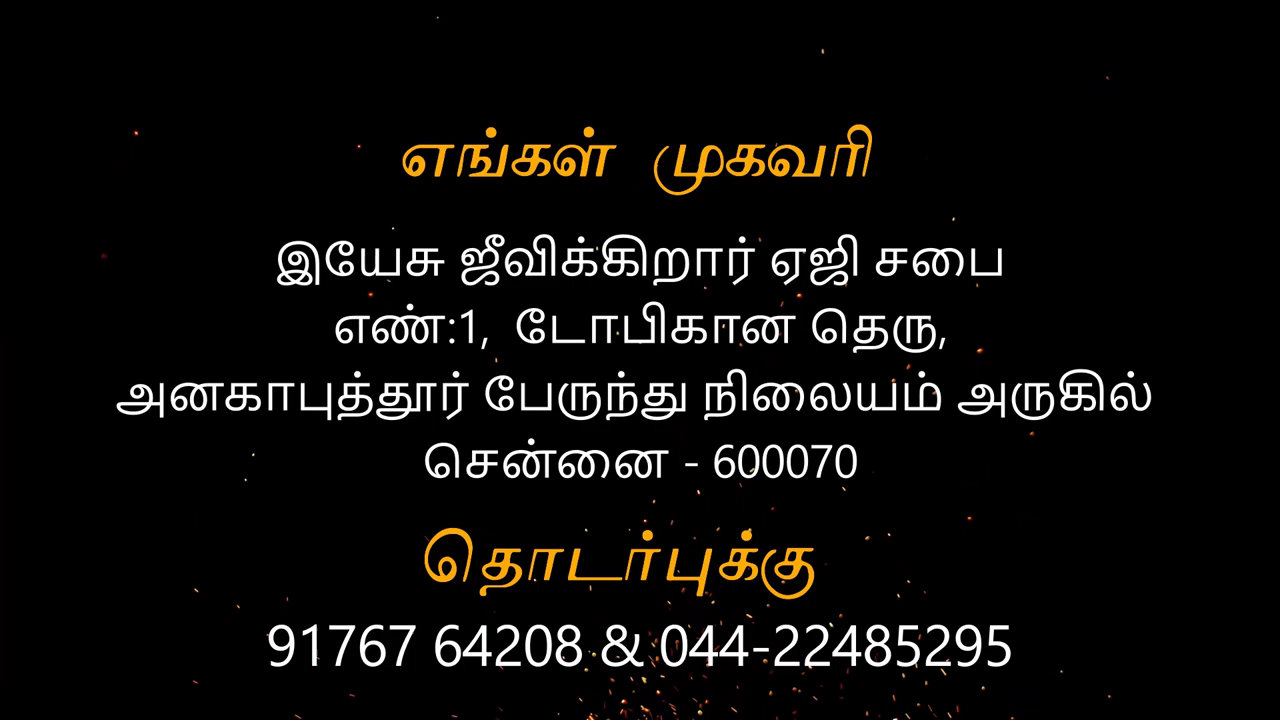 எங்கள் முகவரி
இயேசு ஜீவிக்கிறார் ஏஜி சபை
எண்:1, டோபிகான தெரு,
அனகாபுத்தூர் பேருந்து நிலையம் அருகில்
சென்னை - 600070
தொடர்புக்கு
91767 64208 & 044-22485295